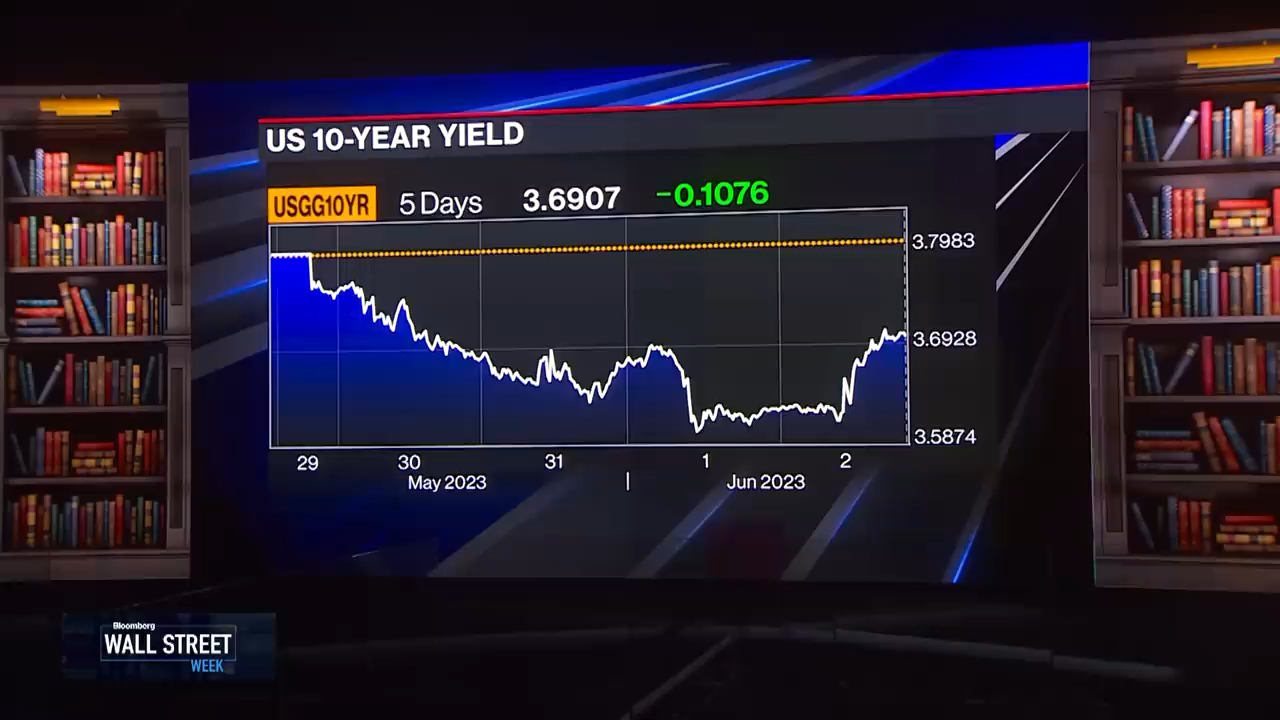 US 10-YEAR YIELD
USGG10YR 5 Days 3.6907 -0.1076
3.7983
3.6928
3.5874
29 30 31 1 2
May 2023 | Jun 2023
Bloomberg
WALL STREET
WEEK